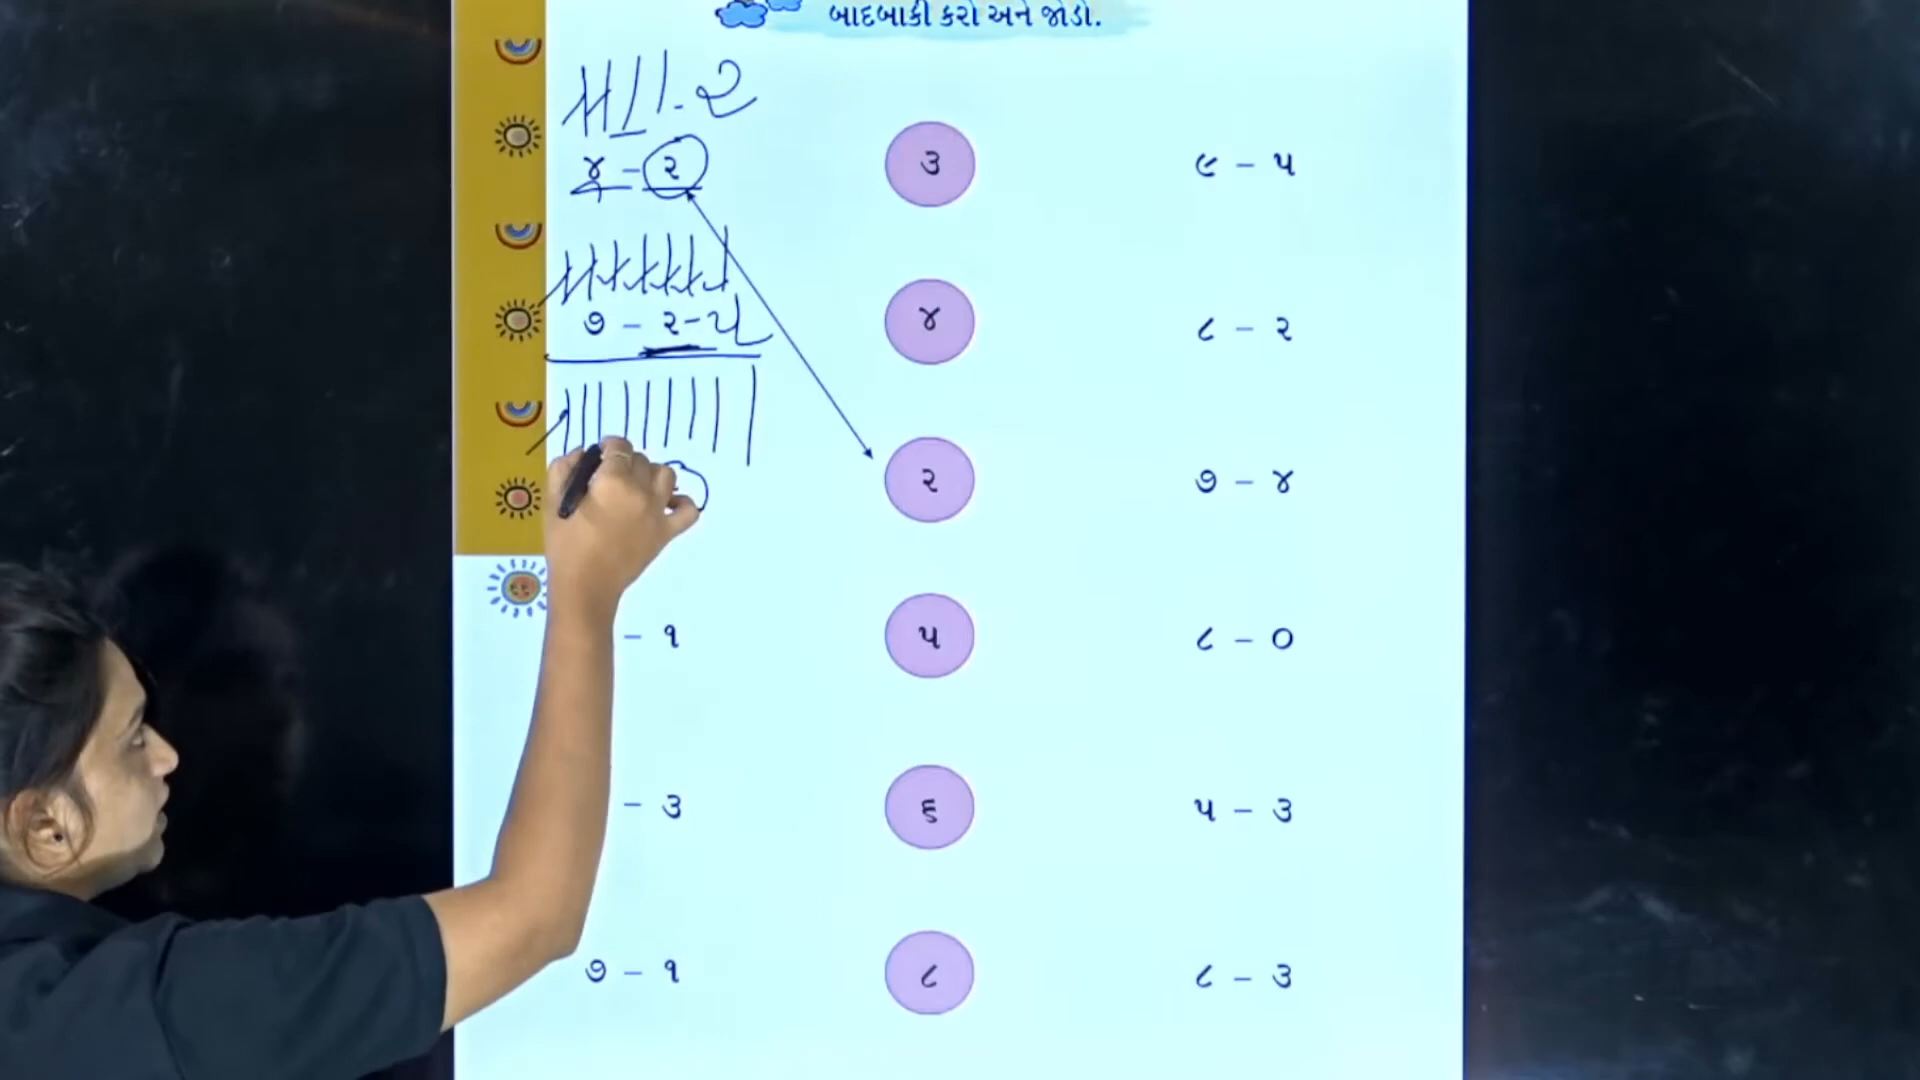 બાદબાકી કરો અને જોડો.
- ૨
૪ - ૨
૩
૯ - ૫
૭ - ૨ - ૫
૪
૮ - ૨
૨
૭ - ૪
- ૧
૫
૮ - ૦
- ૩
૬
૫ - ૩
૭ - ૧
૮
૮ - ૩